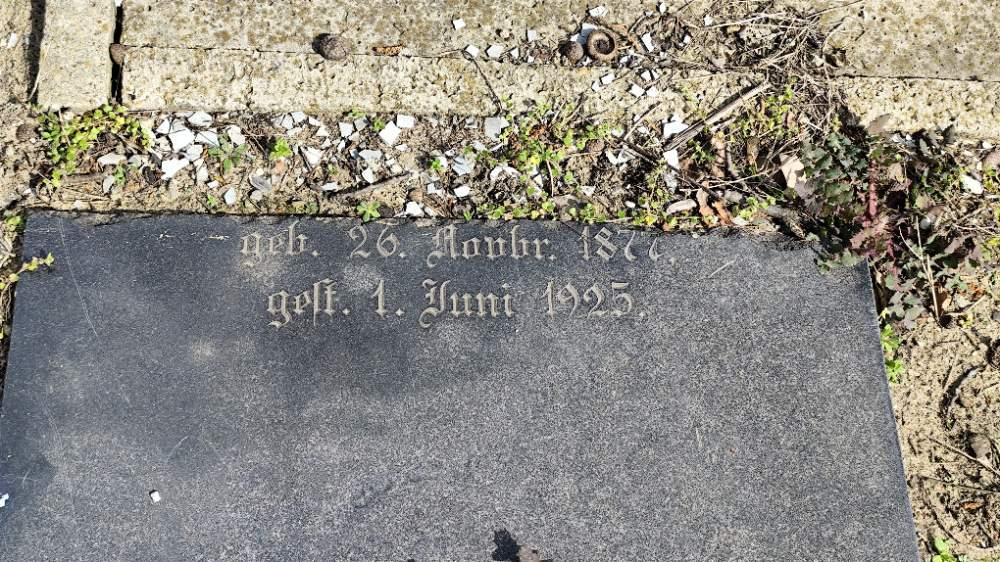 geb. 26. Novbr. 1877.
gest. 1. Juni 1925.